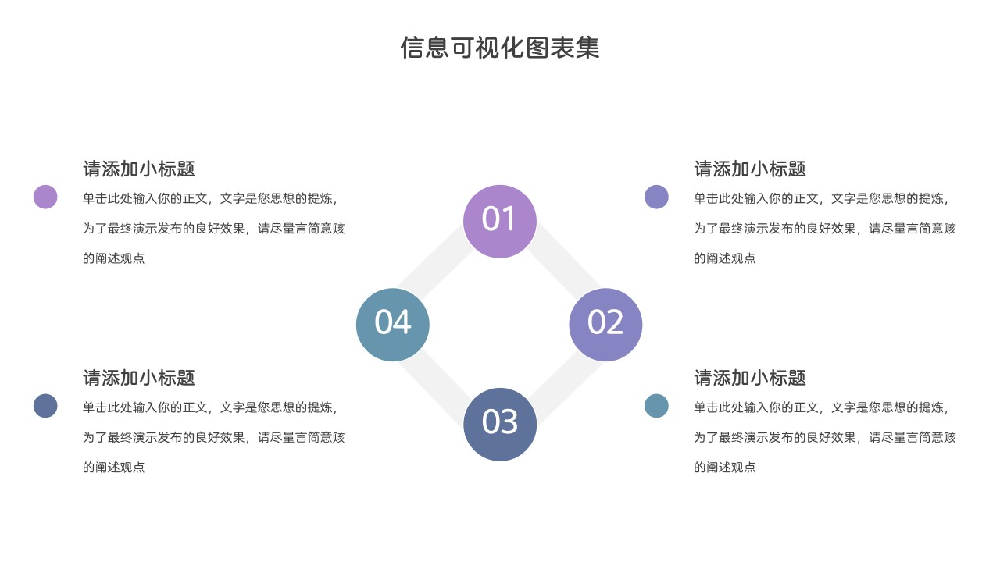 信息可视化图表集
请添加小标题
单击此处输入你的正文，文字是您思想的提炼，
为了最终演示发布的良好效果，请尽量言简意赅
的阐述观点
请添加小标题
单击此处输入你的正文，文字是您思想的提炼，
为了最终演示发布的良好效果，请尽量言简意赅
的阐述观点
01
02
03
04
请添加小标题
单击此处输入你的正文，文字是您思想的提炼，
为了最终演示发布的良好效果，请尽量言简意赅
的阐述观点
请添加小标题
单击此处输入你的正文，文字是您思想的提炼，
为了最终演示发布的良好效果，请尽量言简意赅
的阐述观点